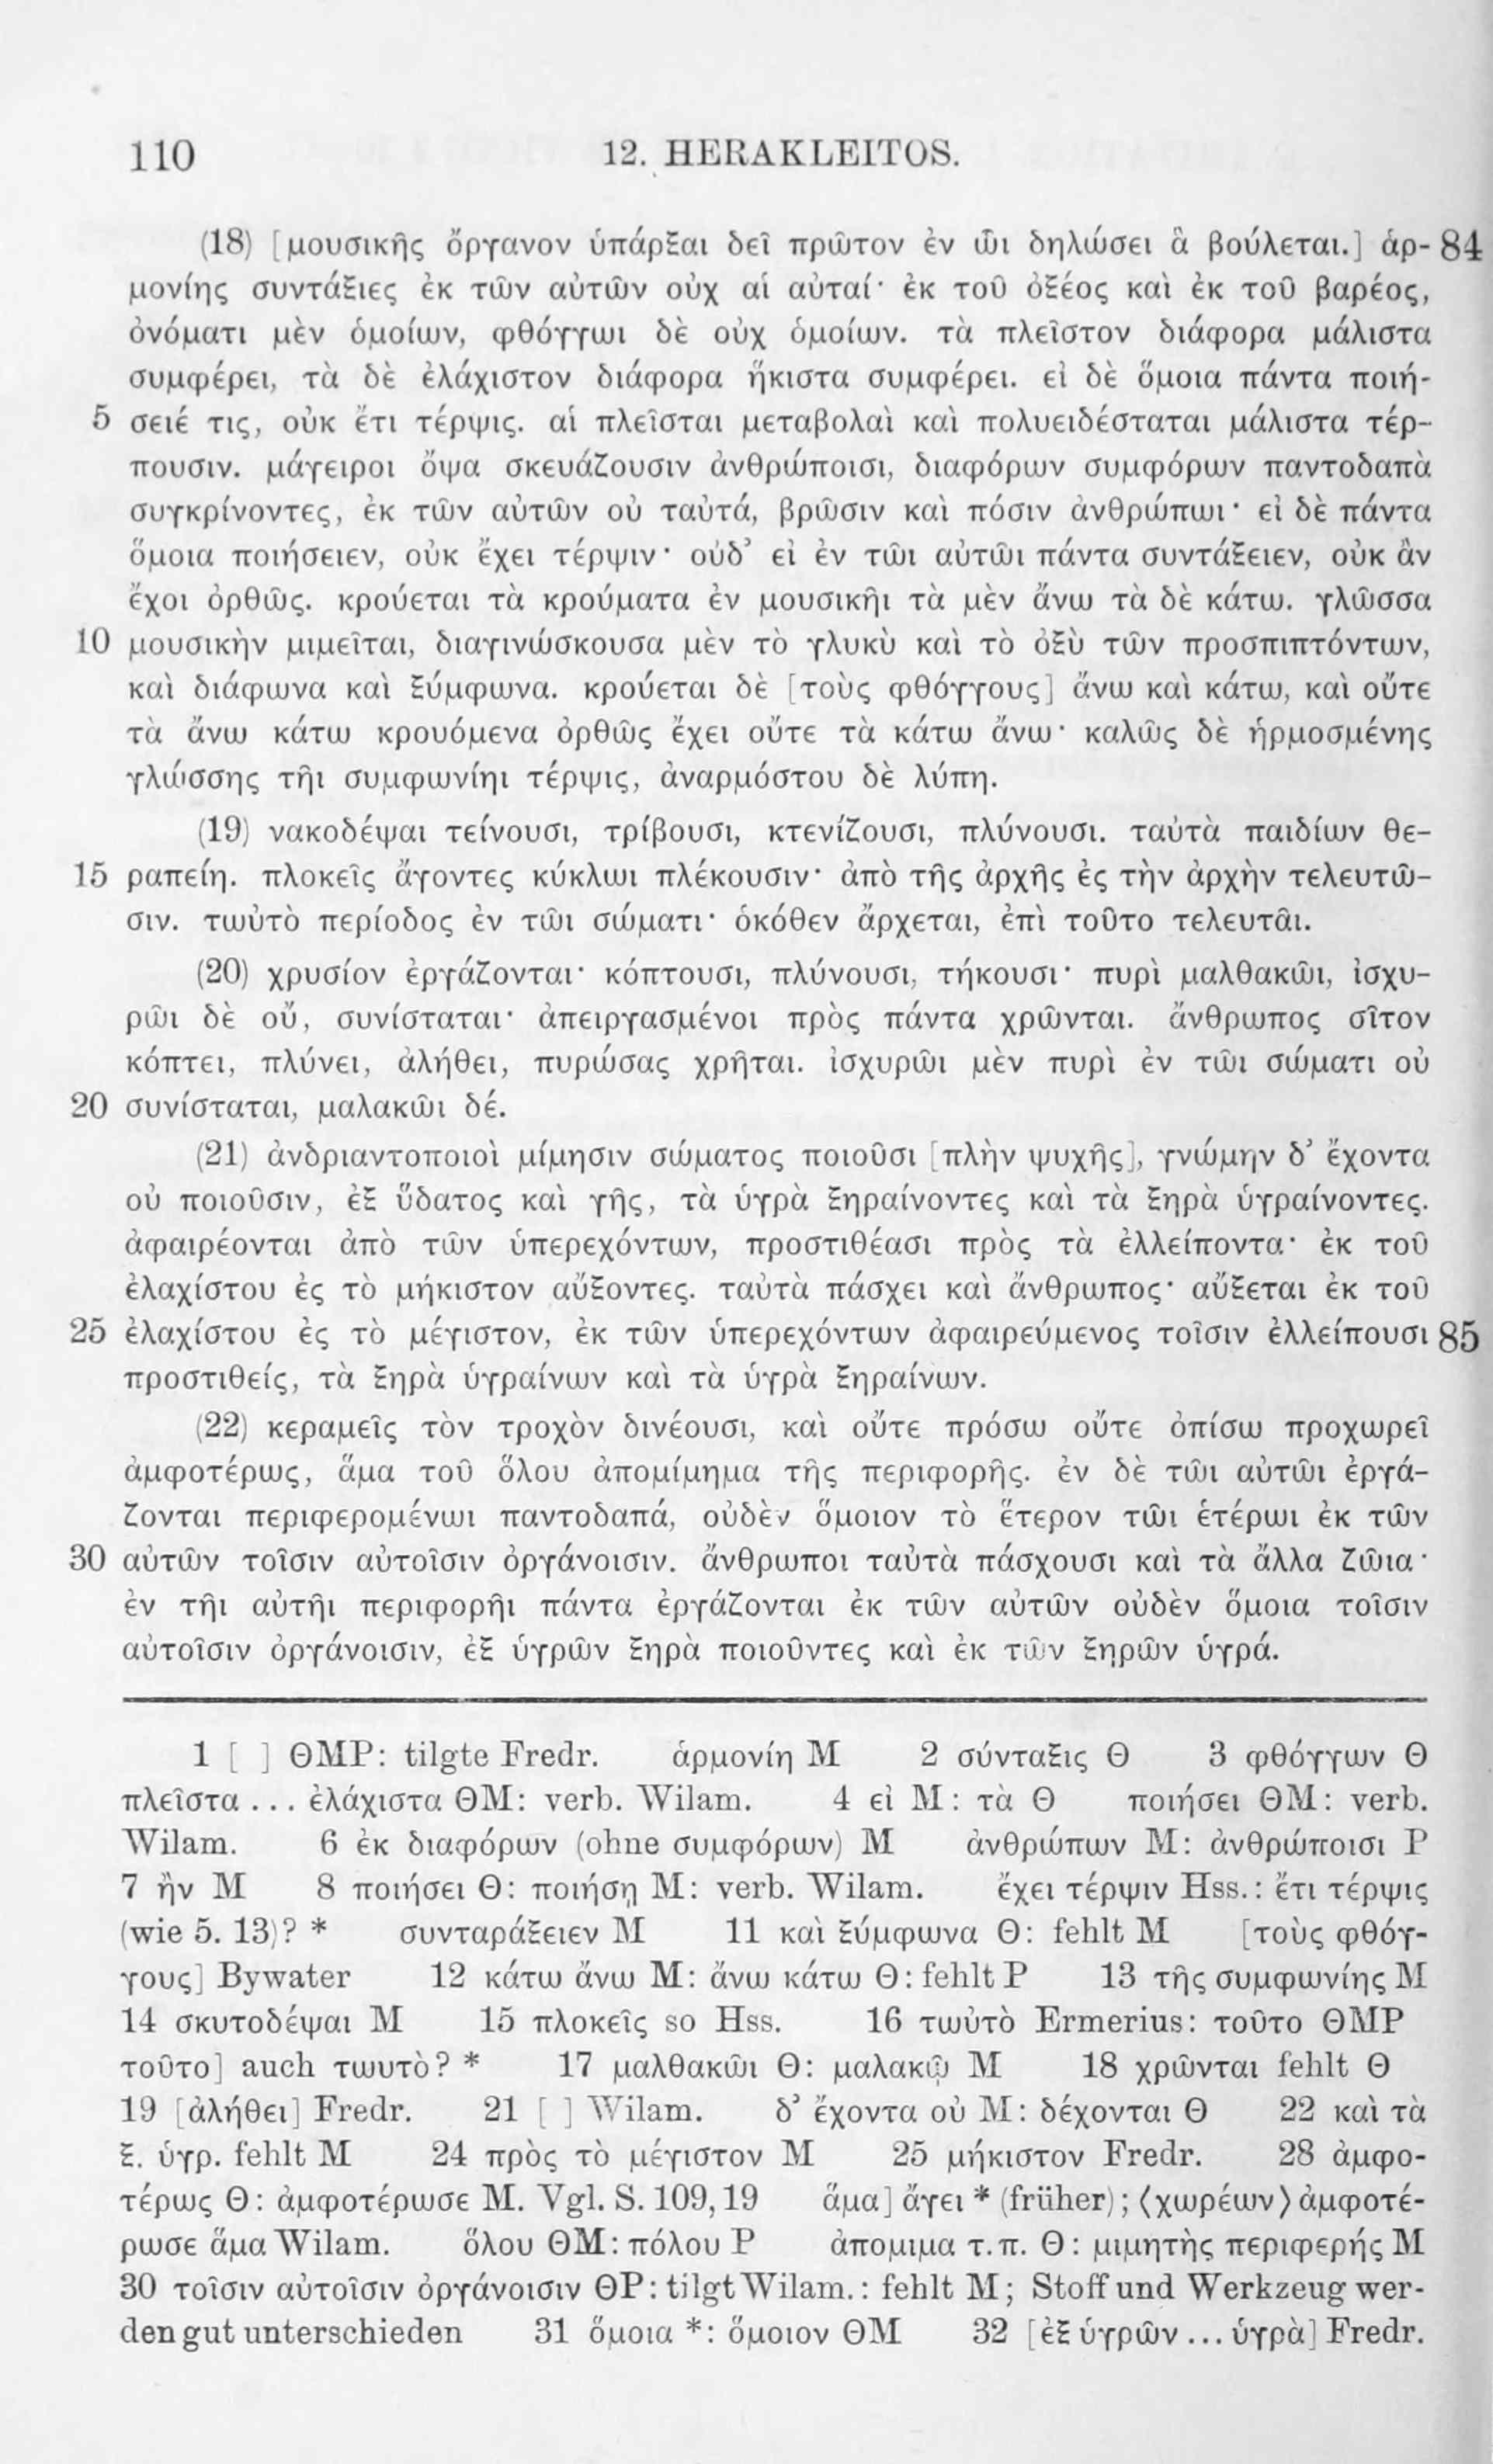 110 12. HERAKLEITOS.
(18) [μουσικῆς ὄργανον ὑπάρξαι δεῖ πρῶτον ἐν ὧι δηλώσει ἃ βούλεται.] ἁρ- 84
μονίης συντάξιες ἐκ τῶν αὐτῶν οὐχ αἱ αὐταί· ἐκ τοῦ ὀξέος καὶ ἐκ τοῦ βαρέος,
ὀνόματι μὲν ὁμοίων, φθόγγωι δὲ οὐχ ὁμοίων. τὰ πλεῖστον διάφορα μάλιστα
συμφέρει, τὰ δὲ ἐλάχιστον διάφορα ἥκιστα συμφέρει. εἰ δὲ ὅμοια πάντα ποιή-
5 σειέ τις, οὐκ ἔτι τέρψις. αἱ πλεῖσται μεταβολαὶ καὶ πολυειδέσταται μάλιστα τέρ-
πουσιν. μάγειροι ὄψα σκευάζουσιν ἀνθρώποισι, διαφόρων συμφόρων παντοδαπὰ
συγκρίνοντες, ἐκ τῶν αὐτῶν οὐ ταὐτά, βρῶσιν καὶ πόσιν ἀνθρώπωι· εἰ δὲ πάντα
ὅμοια ποιήσειεν, οὐκ ἔχει τέρψιν· οὐδ’ εἰ ἐν τῶι αὐτῶι πάντα συντάξειεν, οὐκ ἂν
ἔχοι ὀρθῶς. κρούεται τὰ κρούματα ἐν μουσικῆι τὰ μὲν ἄνω τὰ δὲ κάτω. γλῶσσα
10 μουσικὴν μιμεῖται, διαγινώσκουσα μὲν τὸ γλυκὺ καὶ τὸ ὀξὺ τῶν προσπιπτόντων,
καὶ διάφωνα καὶ ξύμφωνα. κρούεται δὲ [τοὺς φθόγγους] ἄνω καὶ κάτω, καὶ οὔτε
τὰ ἄνω κάτω κρουόμενα ὀρθῶς ἔχει οὔτε τὰ κάτω ἄνω· καλῶς δὲ ἡρμοσμένης
γλώσσης τῆι συμφωνίηι τέρψις, ἀναρμόστου δὲ λύπη.
(19) νακοδέψαι τείνουσι, τρίβουσι, κτενίζουσι, πλύνουσι. ταὐτὰ παιδίων θε-
15 ραπείη. πλοκεῖς ἄγοντες κύκλωι πλέκουσιν· ἀπὸ τῆς ἀρχῆς ἐς τὴν ἀρχὴν τελευτῶ-
σιν. τωὐτὸ περίοδος ἐν τῶι σώματι· ὁκόθεν ἄρχεται, ἐπὶ τοῦτο τελευτᾶι.
(20) χρυσίον ἐργάζονται· κόπτουσι, πλύνουσι, τήκουσι· πυρὶ μαλθακῶι, ἰσχυ-
ρῶι δὲ οὔ, συνίσταται· ἀπειργασμένοι πρὸς πάντα χρῶνται. ἄνθρωπος σῖτον
κόπτει, πλύνει, ἀλήθει, πυρώσας χρῆται. ἰσχυρῶι μὲν πυρὶ ἐν τῶι σώματι οὐ
20 συνίσταται, μαλακῶι δέ.
(21) ἀνδριαντοποιοὶ μίμησιν σώματος ποιοῦσι [πλὴν ψυχῆς], γνώμην δ’ ἔχοντα
οὐ ποιοῦσιν, ἐξ ὕδατος καὶ γῆς, τὰ ὑγρὰ ξηραίνοντες καὶ τὰ ξηρὰ ὑγραίνοντες.
ἀφαιρέονται ἀπὸ τῶν ὑπερεχόντων, προστιθέασι πρὸς τὰ ἐλλείποντα· ἐκ τοῦ
ἐλαχίστου ἐς τὸ μήκιστον αὔξοντες. ταὐτὰ πάσχει καὶ ἄνθρωπος· αὔξεται ἐκ τοῦ
25 ἐλαχίστου ἐς τὸ μέγιστον, ἐκ τῶν ὑπερεχόντων ἀφαιρεύμενος τοῖσιν ἐλλείπουσι 85
προστιθείς, τὰ ξηρὰ ὑγραίνων καὶ τὰ ὑγρὰ ξηραίνων.
(22) κεραμεῖς τὸν τροχὸν δινέουσι, καὶ οὔτε πρόσω οὔτε ὀπίσω προχωρεῖ
ἀμφοτέρως, ἅμα τοῦ ὅλου ἀπομίμημα τῆς περιφορῆς. ἐν δὲ τῶι αὐτῶι ἐργά-
ζονται περιφερομένωι παντοδαπά, οὐδὲν ὅμοιον τὸ ἕτερον τῶι ἑτέρωι ἐκ τῶν
30 αὐτῶν τοῖσιν αὐτοῖσιν ὀργάνοισιν. ἄνθρωποι ταὐτὰ πάσχουσι καὶ τὰ ἄλλα ζῶια·
ἐν τῆι αὐτῆι περιφορῆι πάντα ἐργάζονται ἐκ τῶν αὐτῶν οὐδὲν ὅμοια τοῖσιν
αὐτοῖσιν ὀργάνοισιν, ἐξ ὑγρῶν ξηρὰ ποιοῦντες καὶ ἐκ τῶν ξηρῶν ὑγρά.
1 [ ] ΘMP: tilgte Fredr. ἁρμονίη M 2 σύνταξις Θ 3 φθόγγων Θ
πλεῖστα ... ἐλάχιστα ΘM: verb. Wilam. 4 εἰ M: τὰ Θ ποιήσει ΘM: verb.
Wilam. 6 ἐκ διαφόρων (ohne συμφόρων) M ἀνθρώπων M: ἀνθρώποισι P
7 ἢν M 8 ποιήσει Θ: ποιήσῃ M: verb. Wilam. ἔχει τέρψιν Hss.: ἔτι τέρψις
(wie 5. 13)? * συνταράξειεν M 11 καὶ ξύμφωνα Θ: fehlt M [τοὺς φθόγ-
γους] Bywater 12 κάτω ἄνω M: ἄνω κάτω Θ: fehlt P 13 τῆς συμφωνίης M
14 σκυτοδέψαι M 15 πλοκεῖς so Hss. 16 τωὐτὸ Ermerius: τοῦτο ΘMP
τοῦτο] auch τωυτὸ? * 17 μαλθακῶι Θ: μαλακῷ M 18 χρῶνται fehlt Θ
19 [ἀλήθει] Fredr. 21 [ ] Wilam. δ’ ἔχοντα οὐ M: δέχονται Θ 22 καὶ τὰ
ξ. ὑγρ. fehlt M 24 πρὸς τὸ μέγιστον M 25 μήκιστον Fredr. 28 ἀμφο-
τέρως Θ: ἀμφοτέρωσε M. Vgl. S. 109,19 ἅμα] ἄγει * (früher); ⟨χωρέων⟩ ἀμφοτέ-
ρωσε ἅμα Wilam. ὅλου ΘM: πόλου P ἀπομιμα τ. π. Θ: μιμητὴς περιφερής M
30 τοῖσιν αὐτοῖσιν ὀργάνοισιν ΘP: tilgt Wilam.: fehlt M; Stoff und Werkzeug wer-
den gut unterschieden 31 ὅμοια *: ὅμοιον ΘM 32 [ἐξ ὑγρῶν ... ὑγρὰ] Fredr.